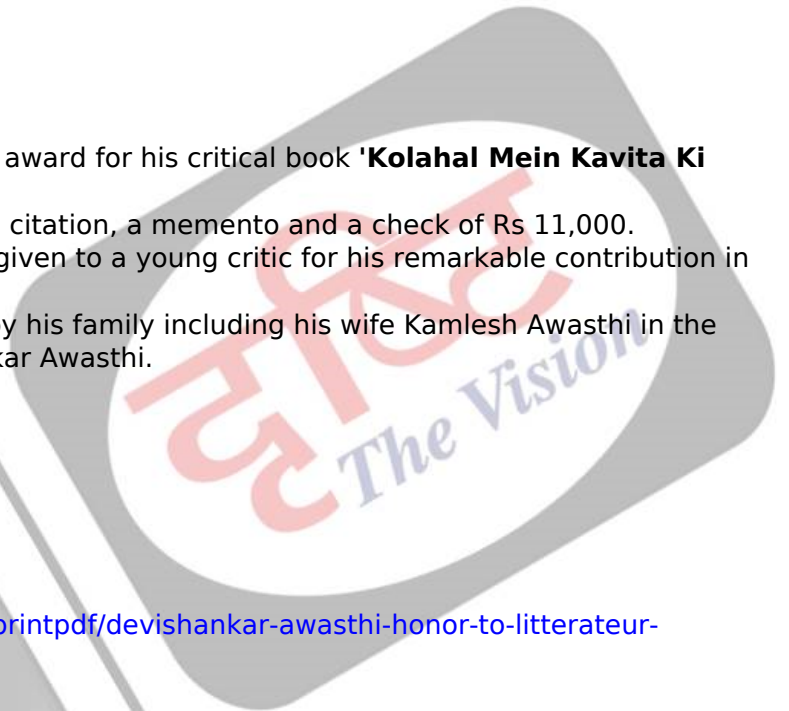 award for his critical book 'Kolahal Mein Kavita Ki
citation, a memento and a check of Rs 11,000.
given to a young critic for his remarkable contribution in
y his family including his wife Kamlesh Awasthi in the
kar Awasthi.
दृष्टि
The Vision
printpdf/devishankar-awasthi-honor-to-litterateur-